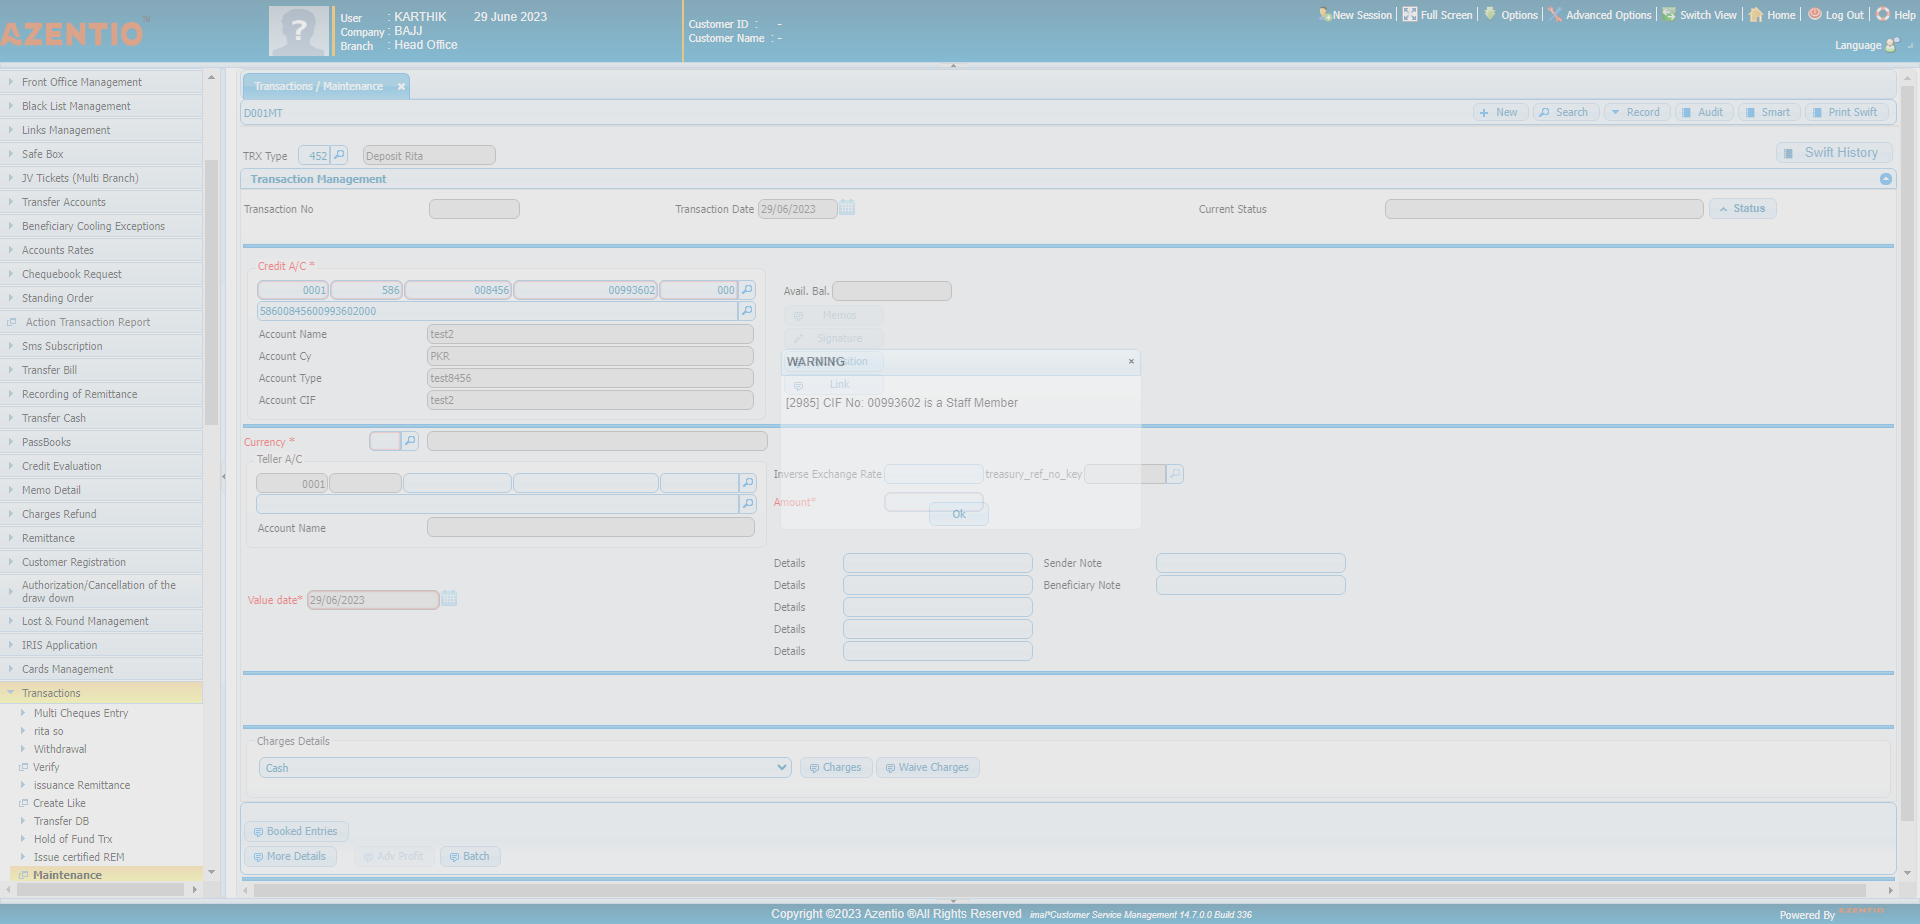 AZENTIO
User : KARTHIK 29 June 2023
Company : BAJJ
Branch : Head Office
Customer ID : -
Customer Name : -
New Session
Full Screen
Options
Advanced Options
Switch View
Home
Log Out
Help
Language
Front Office Management
Black List Management
Links Management
Safe Box
JV Tickets (Multi Branch)
Transfer Accounts
Beneficiary Cooling Exceptions
Accounts Rates
Chequebook Request
Standing Order
Action Transaction Report
Sms Subscription
Transfer Bill
Recording of Remittance
Transfer Cash
PassBooks
Credit Evaluation
Memo Detail
Charges Refund
Remittance
Customer Registration
Authorization/Cancellation of the
draw down
Lost & Found Management
IRIS Application
Cards Management
Transactions
Multi Cheques Entry
rita so
Withdrawal
Verify
issuance Remittance
Create Like
Transfer DB
Hold of Fund Trx
Issue certified REM
Maintenance
Transactions / Maintenance
D001MT
New
Search
Record
Audit
Smart
Print Swift
TRX Type 452 Deposit Rita
Swift History
Transaction Management
Transaction No
Transaction Date 29/06/2023
Current Status
Status
Credit A/C *
0001 586 008456 00993602 000
58600845600993602000
Account Name test2
Account Cy PKR
Account Type test8456
Account CIF test2
Avail. Bal.
Memos
Signature
Link
WARNING
[2985] CIF No: 00993602 is a Staff Member
Ok
Currency *
Teller A/C
0001
Account Name
Inverse Exchange Rate
treasury_ref_no_key
Amount*
Value date* 29/06/2023
Details
Details
Details
Details
Details
Sender Note
Beneficiary Note
Charges Details
Cash
Charges
Waive Charges
Booked Entries
More Details
Adv Profit
Batch
Copyright ©2023 Azentio ®All Rights Reserved imal*Customer Service Management 14.7.0.0 Build 336
Powered By AZENTIO